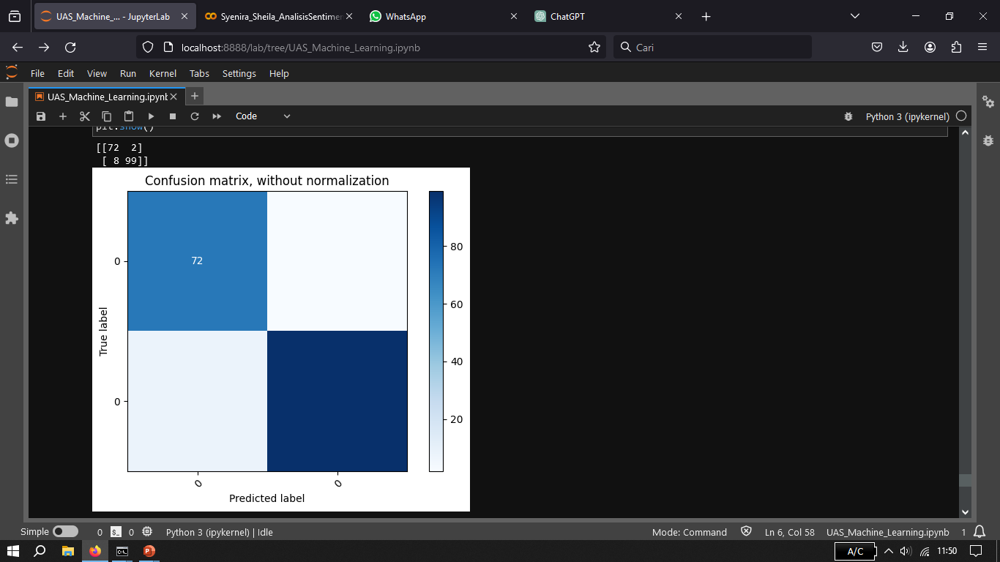 UAS_Machine_... - JupyterLab
Syenira_Sheila_AnalisisSentimen
WhatsApp
ChatGPT
localhost:8888/lab/tree/UAS_Machine_Learning.ipynb
Cari
File Edit View Run Kernel Tabs Settings Help
UAS_Machine_Learning.ipynb
Code
Python 3 (ipykernel)
plt.show()
[[72  2]
[ 8 99]]
Confusion matrix, without normalization
72
0
0
True label
0 0
Predicted label
80
60
40
20
Simple
0
$_
0
Python 3 (ipykernel) | Idle
Mode: Command
Ln 6, Col 58
UAS_Machine_Learning.ipynb
1
A/C
11:50